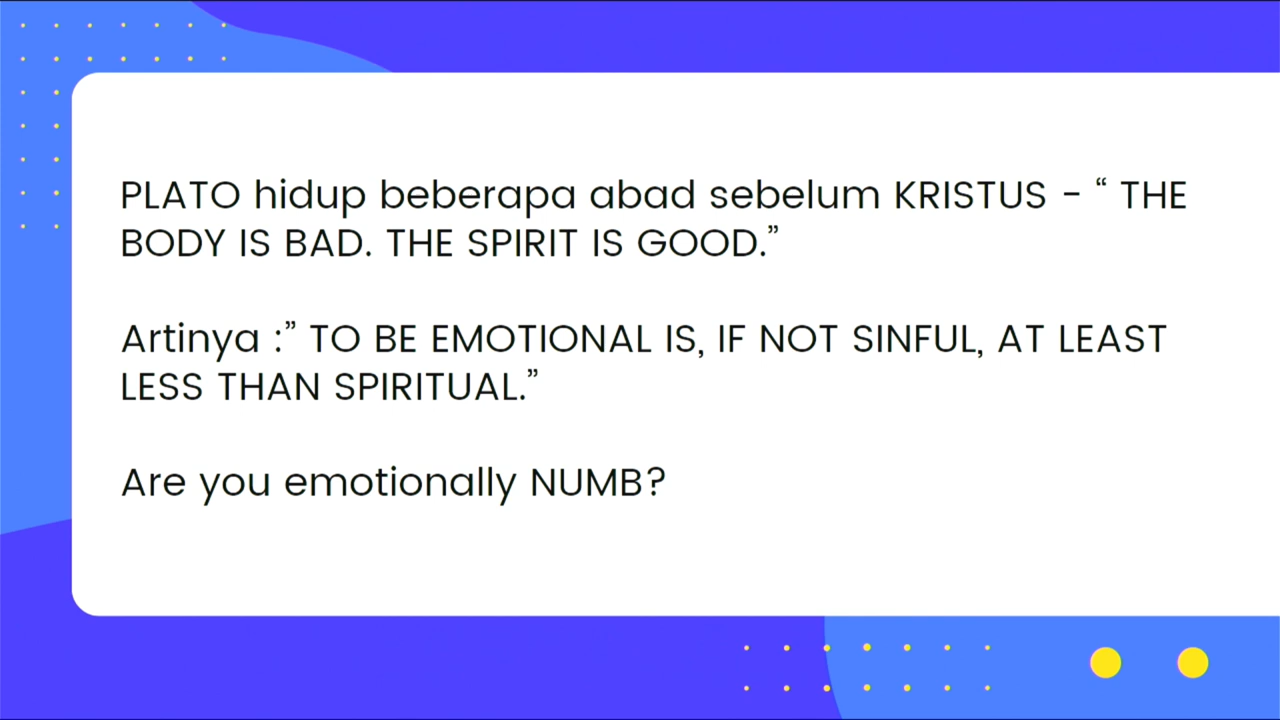 PLATO hidup beberapa abad sebelum KRISTUS - “ THE
BODY IS BAD. THE SPIRIT IS GOOD.”
Artinya :” TO BE EMOTIONAL IS, IF NOT SINFUL, AT LEAST
LESS THAN SPIRITUAL.”
Are you emotionally NUMB?